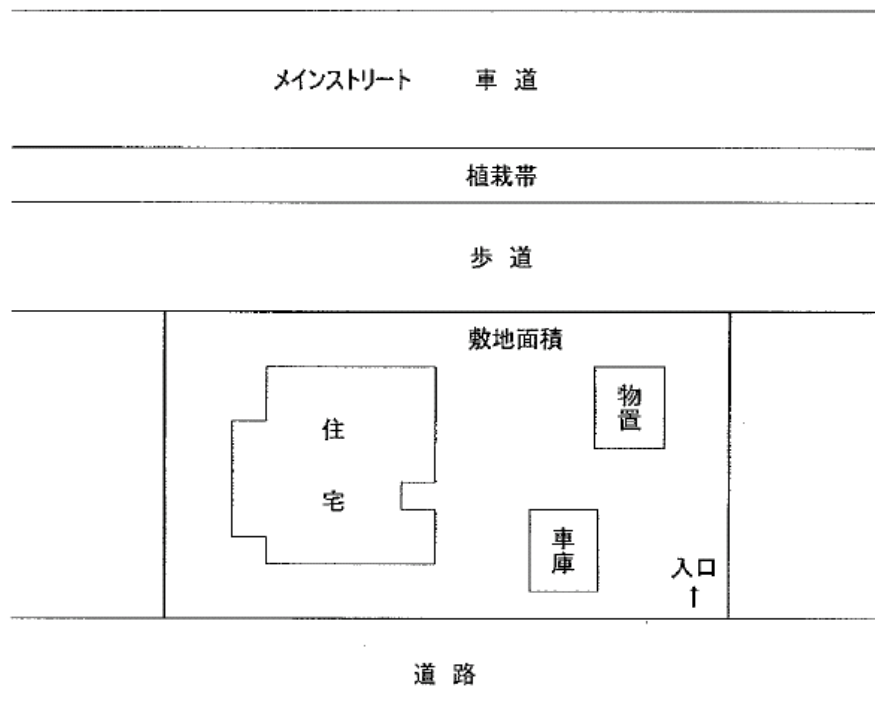 メインストリート 車 道
植栽帯
歩 道
敷地面積
住宅
物置
車庫
入口
↑
道 路